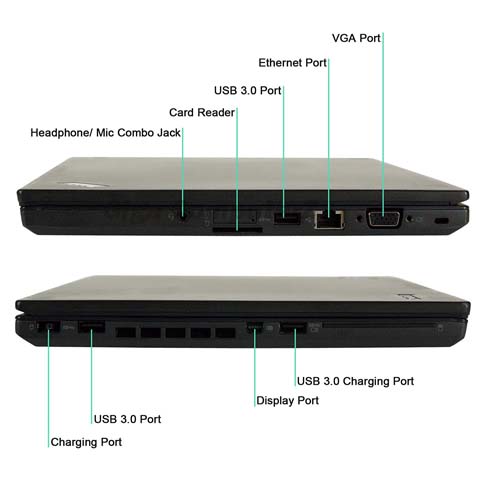 VGA Port
Ethernet Port
USB 3.0 Port
Card Reader
Headphone/ Mic Combo Jack
USB 3.0 Charging Port
Display Port
USB 3.0 Port
Charging Port